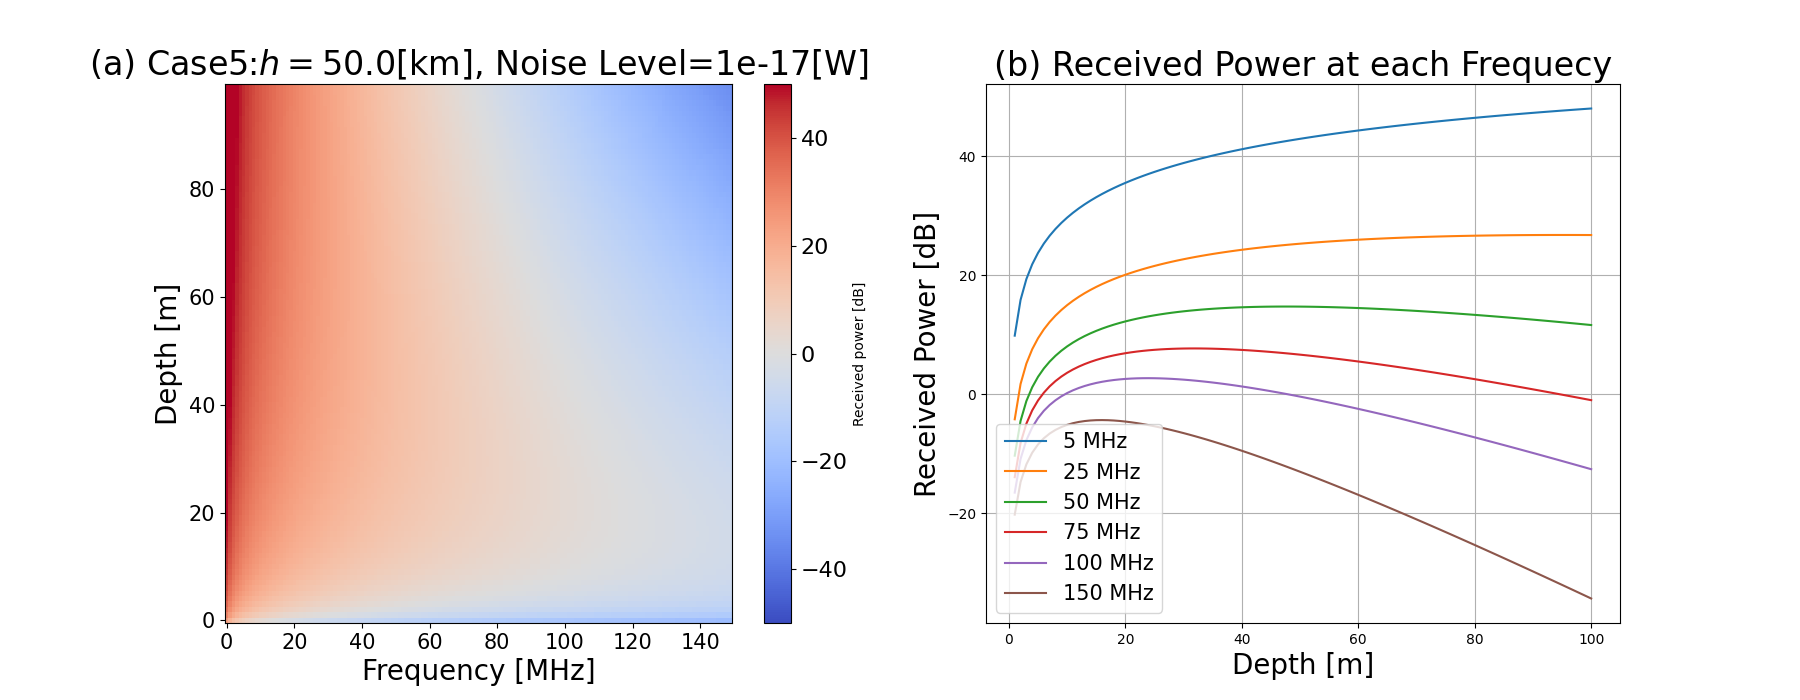 (a) Case5:h = 50.0[km], Noise Level=1e-17[W]
Depth [m]
80
60
40
20
0
0 20 40 60 80 100 120 140
Frequency [MHz]
40
20
0
−20
−40
Received power [dB]
(b) Received Power at each Frequecy
Received Power [dB]
40
20
0
−20
5 MHz
25 MHz
50 MHz
75 MHz
100 MHz
150 MHz
0 20 40 60 80 100
Depth [m]